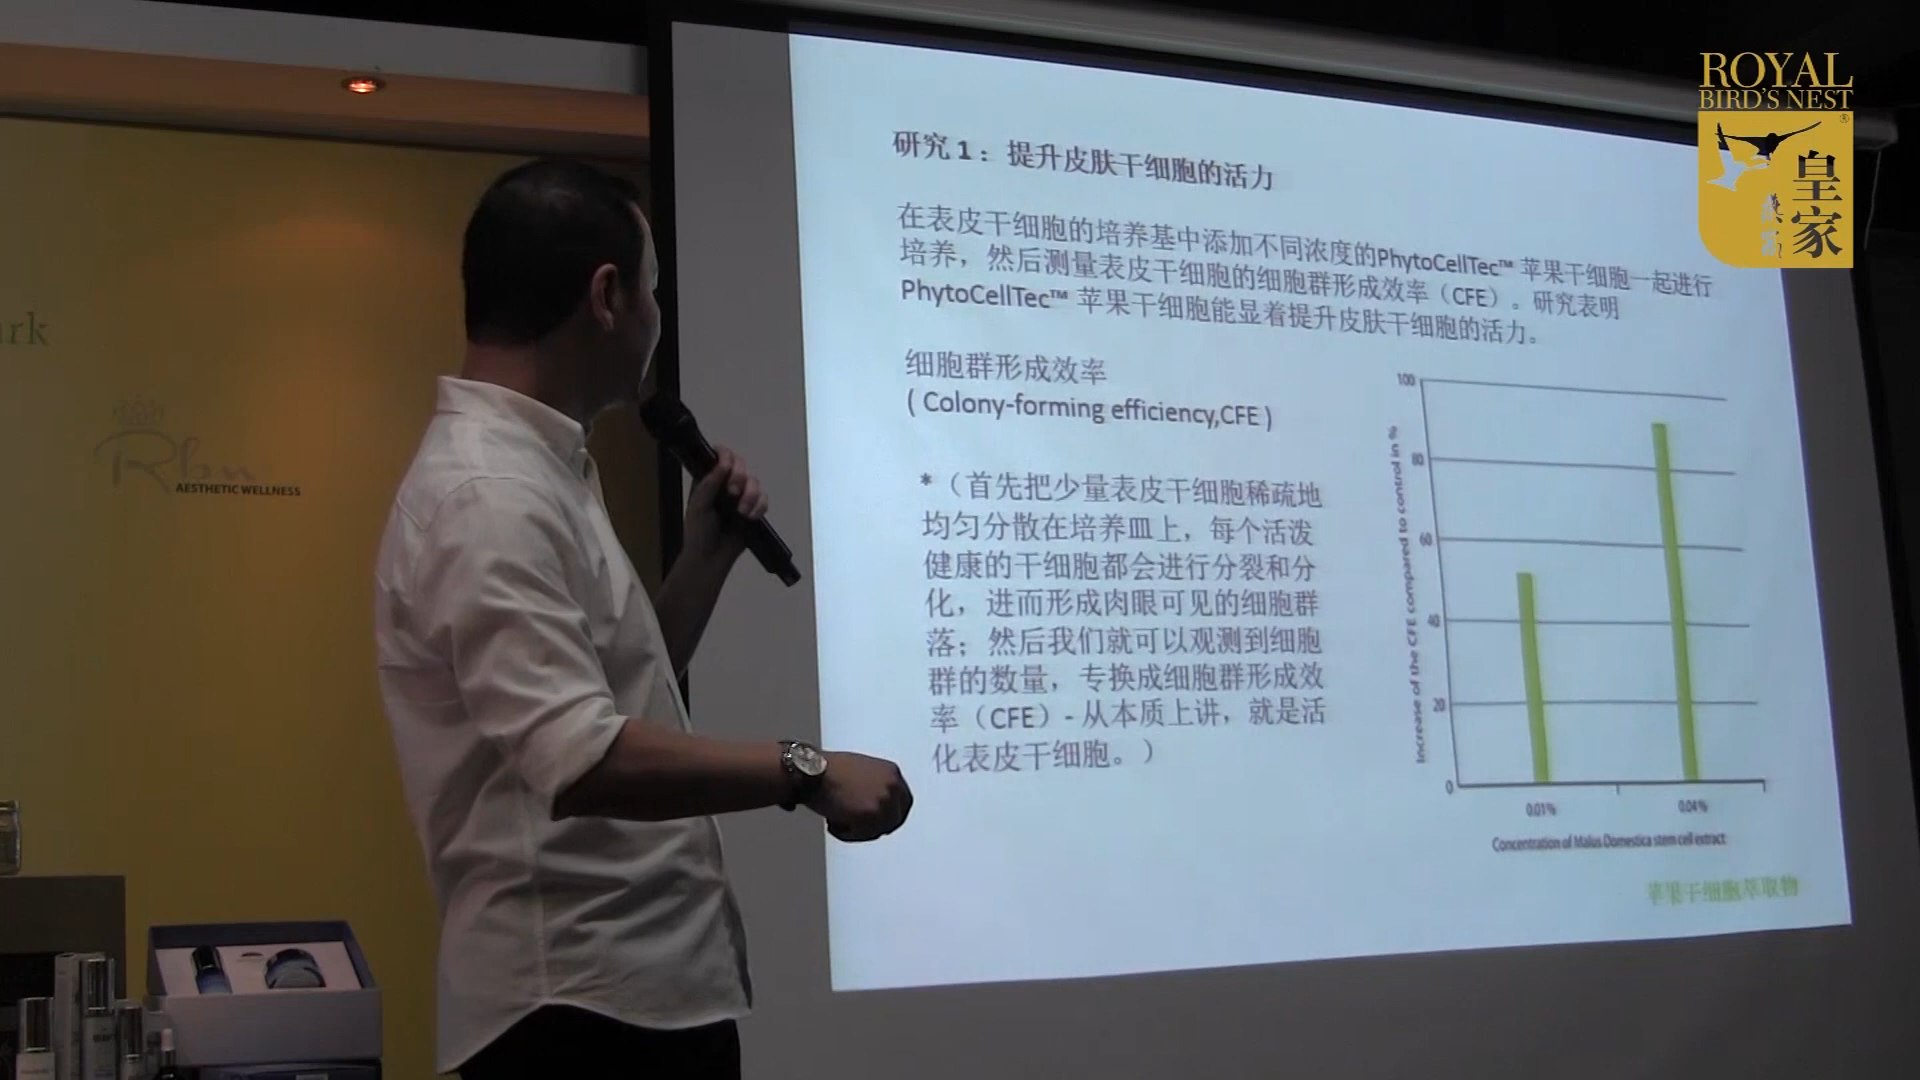 ROYAL
BIRD'S NEST
®
皇家
燕窝
ark
Rbn
AESTHETIC WELLNESS
研究 1 ：提升皮肤干细胞的活力
在表皮干细胞的培养基中添加不同浓度的PhytoCellTec™ 苹果干细胞一起进行
培养，然后测量表皮干细胞的细胞群形成效率（CFE）。研究表明
PhytoCellTec™ 苹果干细胞能显着提升皮肤干细胞的活力。
细胞群形成效率
( Colony-forming efficiency,CFE )
*（首先把少量表皮干细胞稀疏地
均匀分散在培养皿上，每个活泼
健康的干细胞都会进行分裂和分
化，进而形成肉眼可见的细胞群
落；然后我们就可以观测到细胞
群的数量，专换成细胞群形成效
率（CFE）- 从本质上讲，就是活
化表皮干细胞。）
Increase of the CFE compared to control in %
100
80
60
40
20
0
0.01%
0.04%
Concentration of Malus Domestica stem cell extract
苹果干细胞萃取物